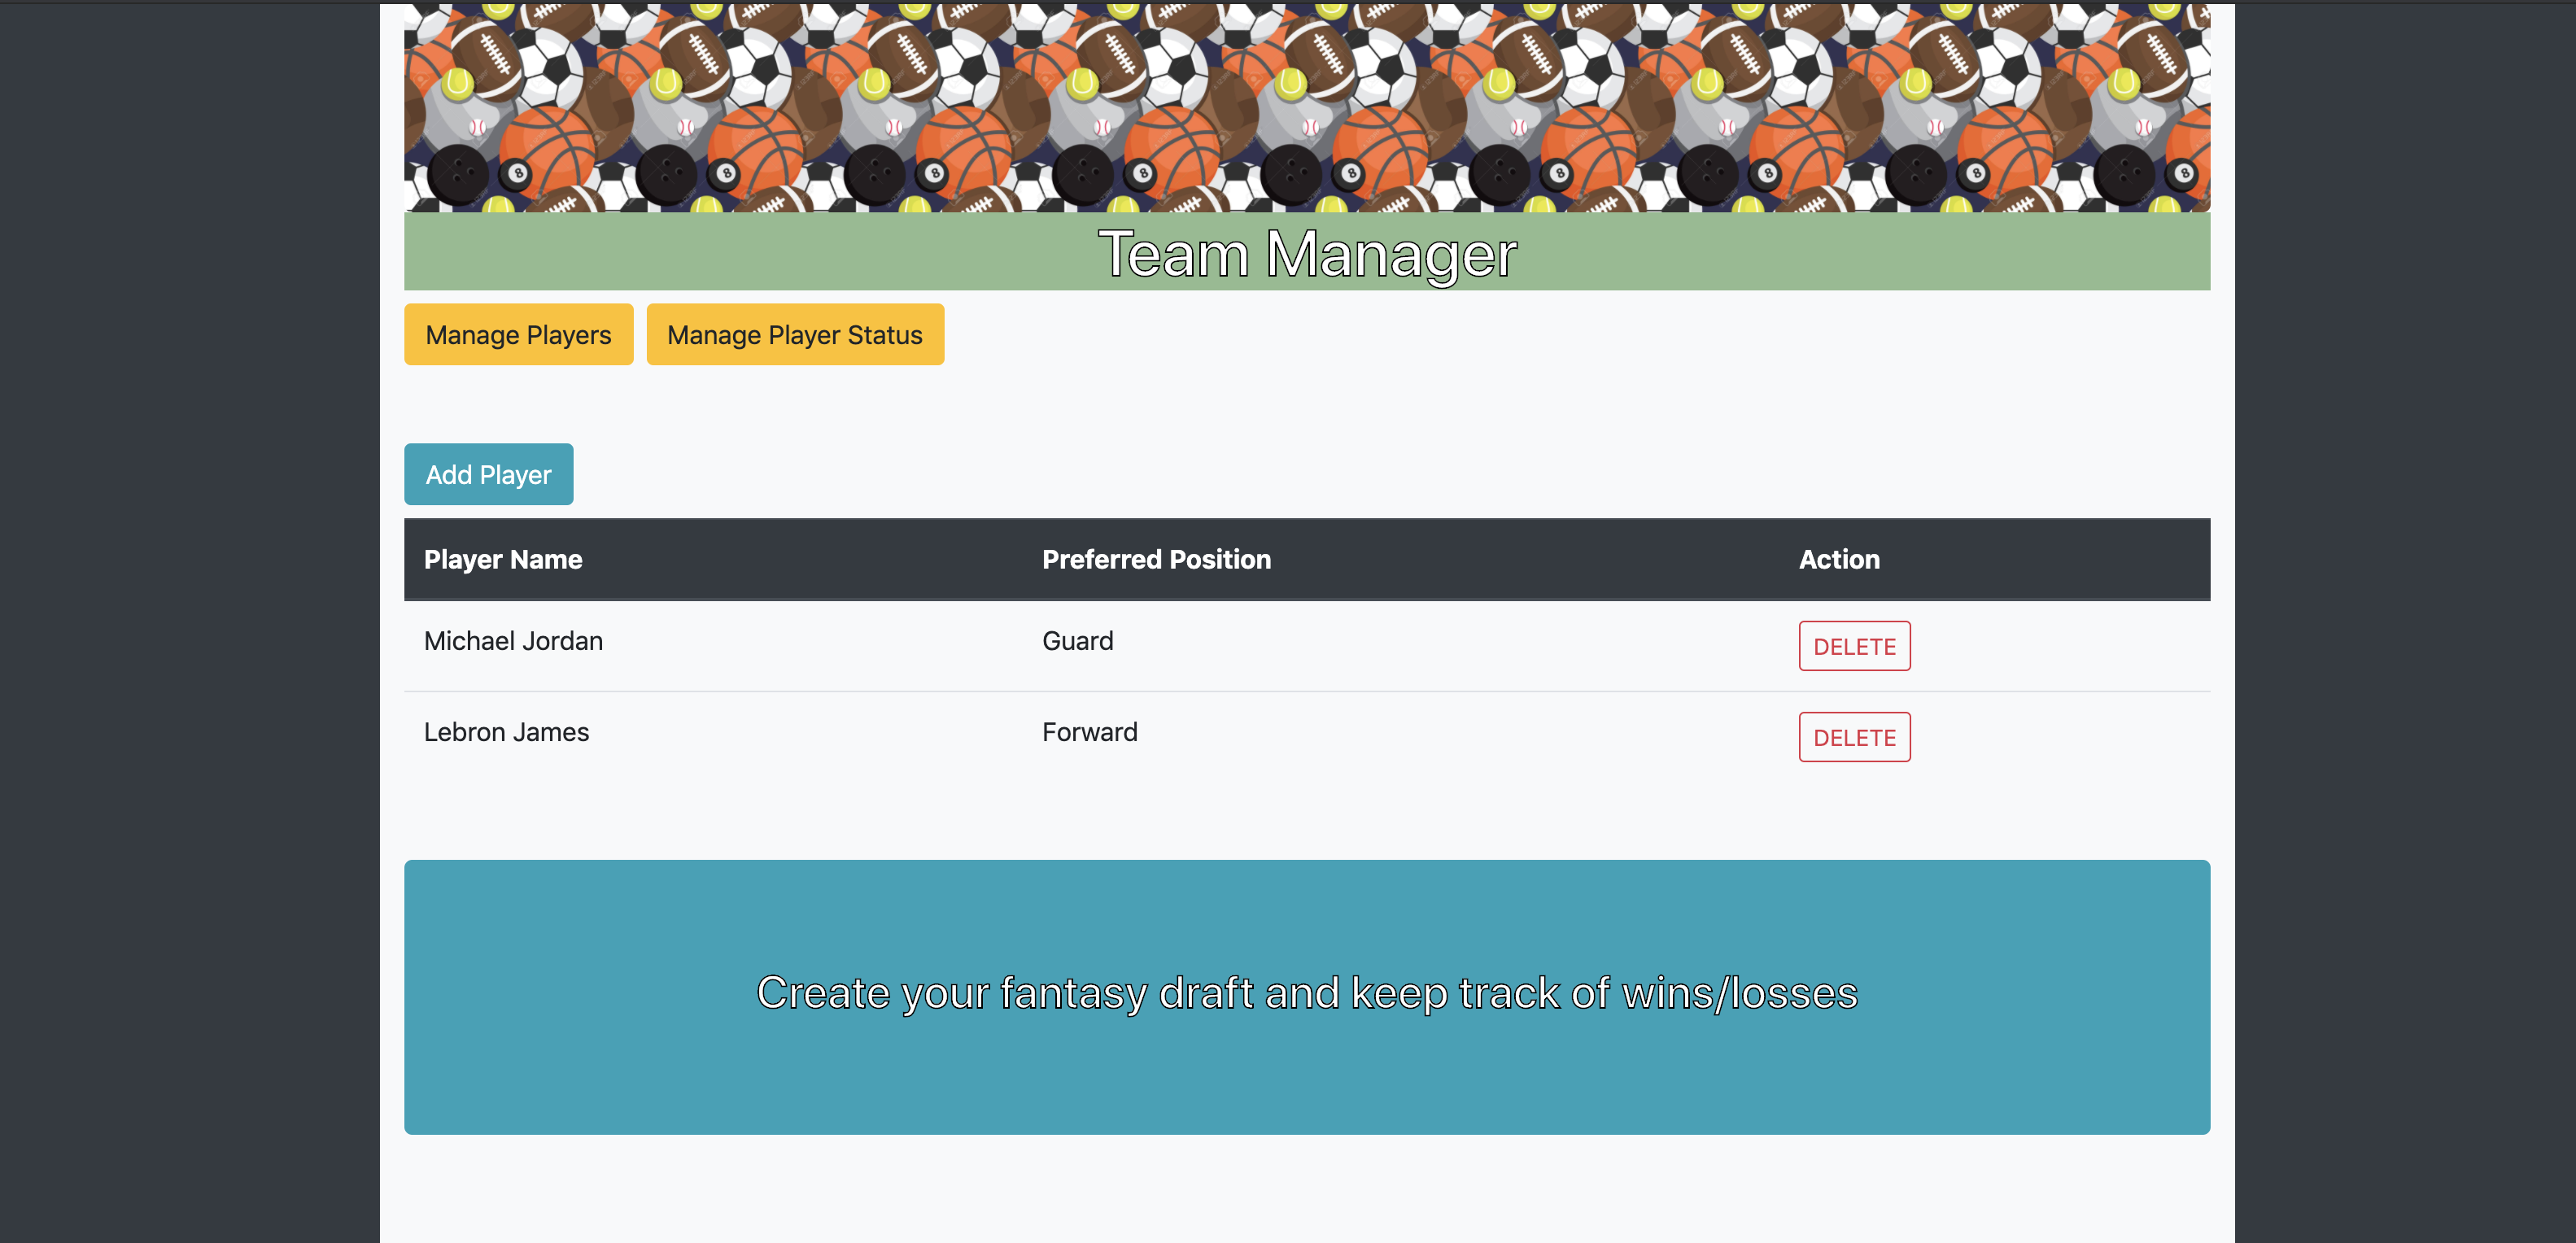 Team Manager
Manage Players Manage Player Status
Add Player
Player Name Preferred Position Action
Michael Jordan Guard DELETE
Lebron James Forward DELETE
Create your fantasy draft and keep track of wins/losses